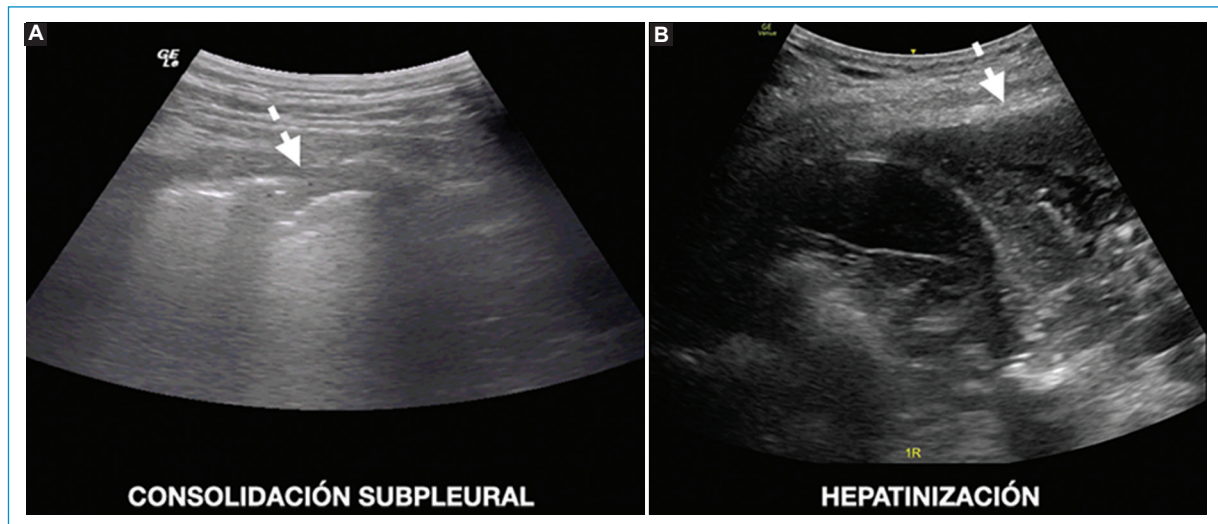 A
GE
L
B
GE
Venue
1R
CONSOLIDACIÓN SUBPLEURAL
HEPATINIZACIÓN